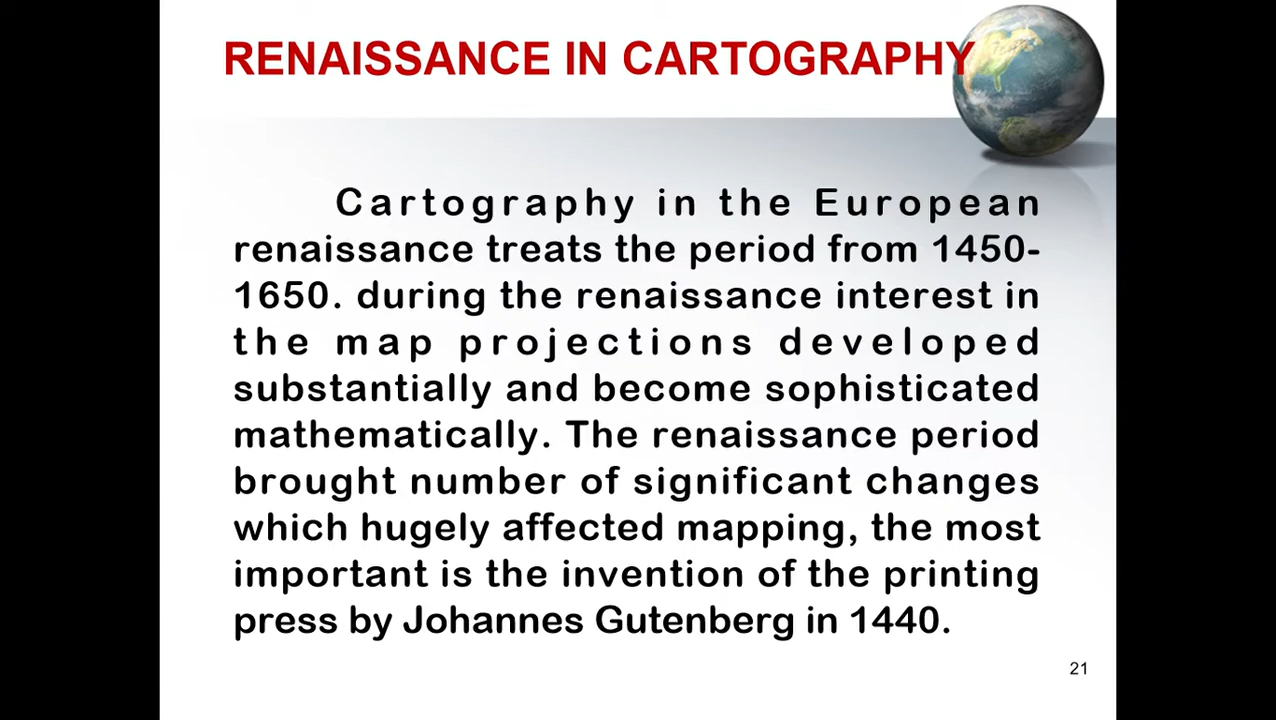 RENAISSANCE IN CARTOGRAPHY
Cartography in the European
renaissance treats the period from 1450-
1650. during the renaissance interest in
the map projections developed
substantially and become sophisticated
mathematically. The renaissance period
brought number of significant changes
which hugely affected mapping, the most
important is the invention of the printing
press by Johannes Gutenberg in 1440.
21